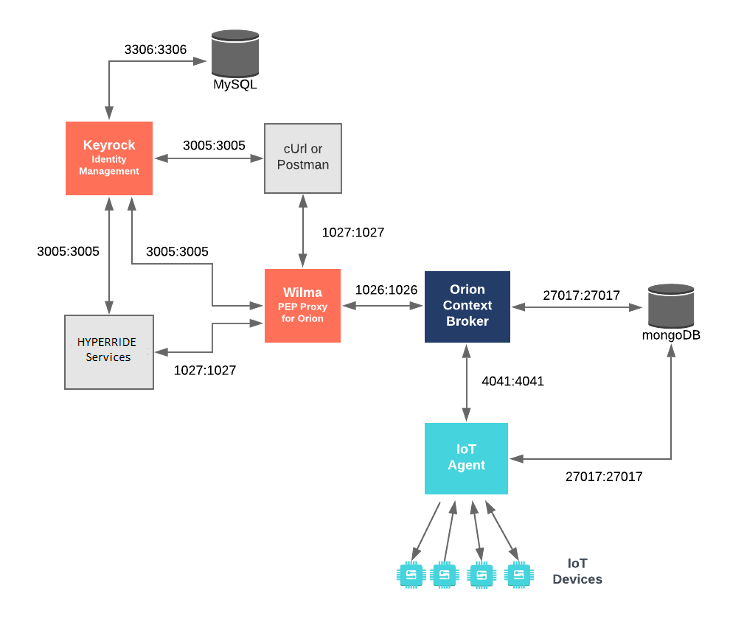 3306:3306
MySQL
Keyrock
Identity
Management
3005:3005
cUrl or
Postman
3005:3005
3005:3005
1027:1027
Wilma
PEP Proxy
for Orion
1026:1026
Orion
Context
Broker
27017:27017
mongoDB
HYPERRIDE
Services
1027:1027
4041:4041
IoT
Agent
27017:27017
IoT
Devices